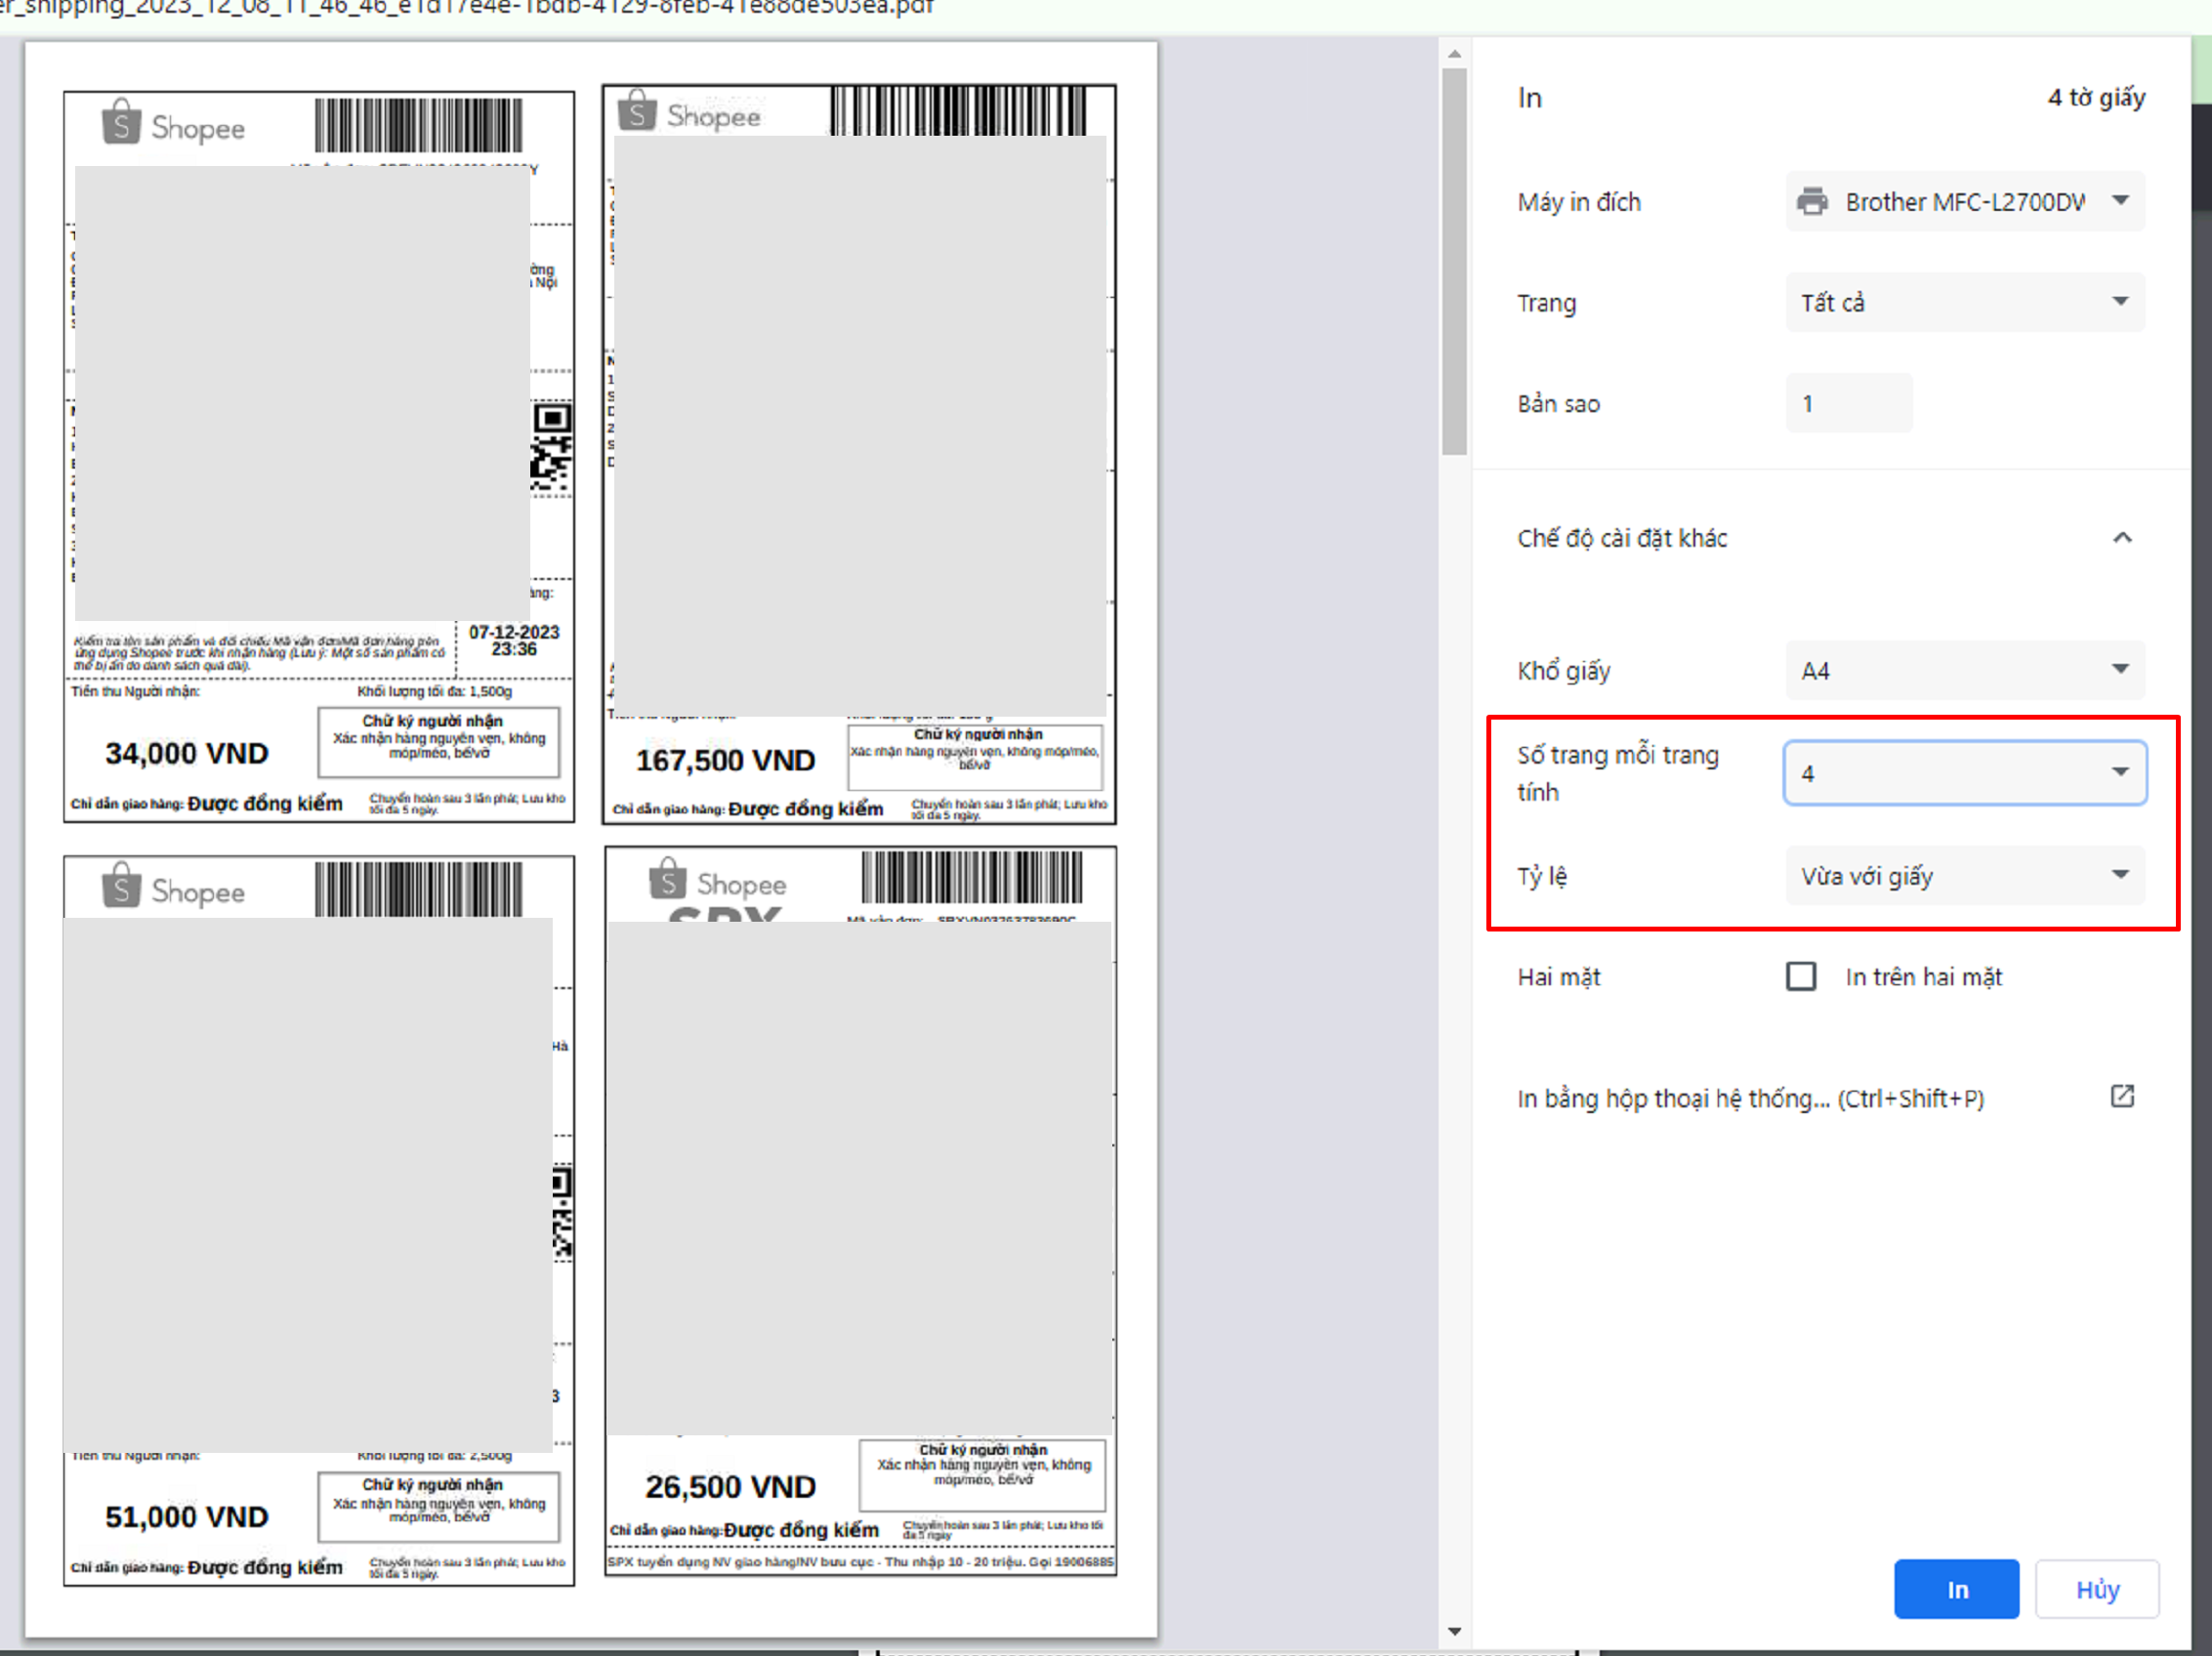 er_shipping_2023_12_08_11_46_46_e1d17e4e-1bdb-4129-8feb-41e88de503ea.pdf
Shopee
ờng
Nội
àng:
Kiểm tra tên sản phẩm và đối chiếu Mã vận đơn/Mã đơn hàng trên
ứng dụng Shopee trước khi nhận hàng (Lưu ý: Một số sản phẩm có
thể bị ẩn do danh sách quá dài).
07-12-2023
23:36
Tiền thu Người nhận:
Khối lượng tối đa: 1,500g
34,000 VND
Chữ ký người nhận
Xác nhận hàng nguyên vẹn, không
móp/méo, bể/vỡ
Chỉ dẫn giao hàng: Được đồng kiểm
Chuyển hoàn sau 3 lần phát; Lưu kho
tối đa 5 ngày.
Shopee
167,500 VND
Chữ ký người nhận
Xác nhận hàng nguyên vẹn, không móp/méo,
bể/vỡ
Chỉ dẫn giao hàng: Được đồng kiểm
Chuyển hoàn sau 3 lần phát; Lưu kho
tối đa 5 ngày.
Shopee
Hà
3
Tiền thu Người nhận:
Khối lượng tối đa: 2,500g
51,000 VND
Chữ ký người nhận
Xác nhận hàng nguyên vẹn, không
móp/méo, bể/vỡ
Chỉ dẫn giao hàng: Được đồng kiểm
Chuyển hoàn sau 3 lần phát; Lưu kho
tối đa 5 ngày.
Shopee
SPX
Mã vận đơn:
26,500 VND
Chữ ký người nhận
Xác nhận hàng nguyên vẹn, không
móp/méo, bể/vỡ
Chỉ dẫn giao hàng: Được đồng kiểm
Chuyển hoàn sau 3 lần phát; Lưu kho tối
đa 5 ngày
SPX tuyển dụng NV giao hàng/NV bưu cục - Thu nhập 10 - 20 triệu. Gọi 19006885
In
4 tờ giấy
Máy in đích
Brother MFC-L2700DW
Trang
Tất cả
Bản sao
1
Chế độ cài đặt khác
Khổ giấy
A4
Số trang mỗi trang
tính
4
Tỷ lệ
Vừa với giấy
Hai mặt
In trên hai mặt
In bằng hộp thoại hệ thống... (Ctrl+Shift+P)
In
Hủy